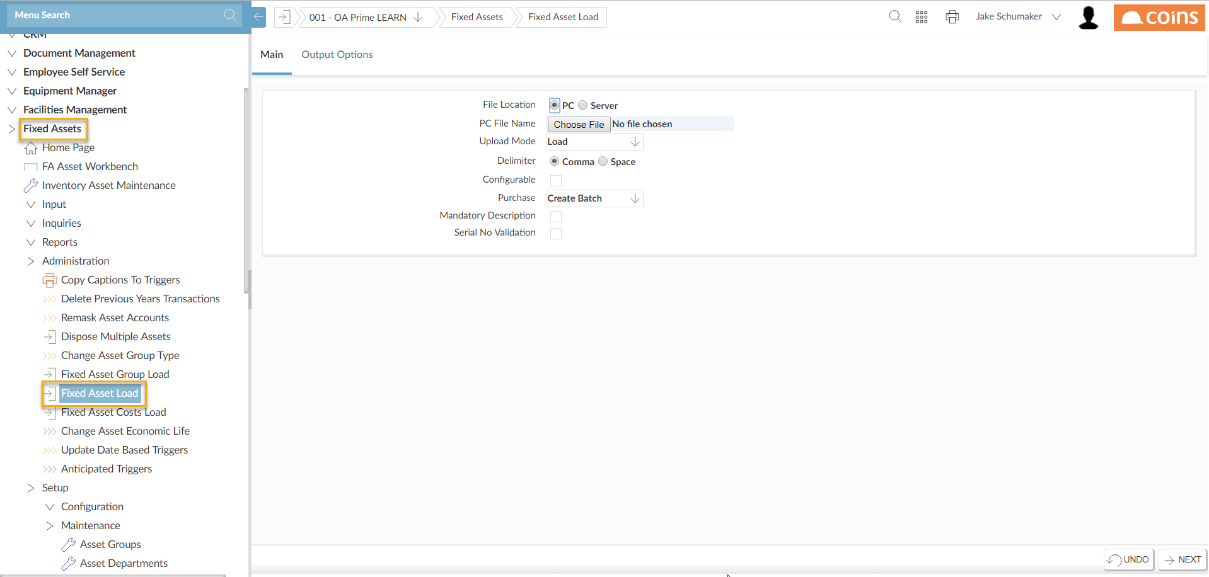 Menu Search
001 - OA Prime LEARN
Fixed Assets
Fixed Asset Load
Jake Schumaker
coins
CRM
Document Management
Employee Self Service
Equipment Manager
Facilities Management
Fixed Assets
Home Page
FA Asset Workbench
Inventory Asset Maintenance
Input
Inquiries
Reports
Administration
Copy Captions To Triggers
Delete Previous Years Transactions
Remask Asset Accounts
Dispose Multiple Assets
Change Asset Group Type
Fixed Asset Group Load
Fixed Asset Load
Fixed Asset Costs Load
Change Asset Economic Life
Update Date Based Triggers
Anticipated Triggers
Setup
Configuration
Maintenance
Asset Groups
Asset Departments
Main Output Options
File Location PC Server
PC File Name Choose File No file chosen
Upload Mode Load
Delimiter Comma Space
Configurable
Purchase Create Batch
Mandatory Description
Serial No Validation
UNDO NEXT